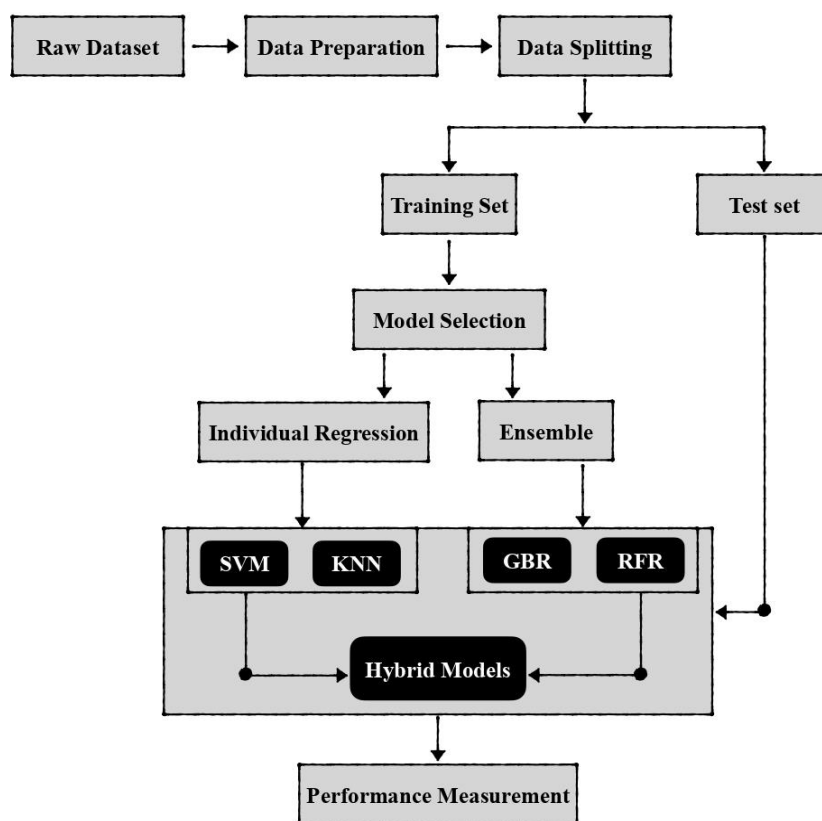 Raw Dataset
Data Preparation
Data Splitting
Training Set
Test set
Model Selection
Individual Regression
Ensemble
SVM
KNN
GBR
RFR
Hybrid Models
Performance Measurement